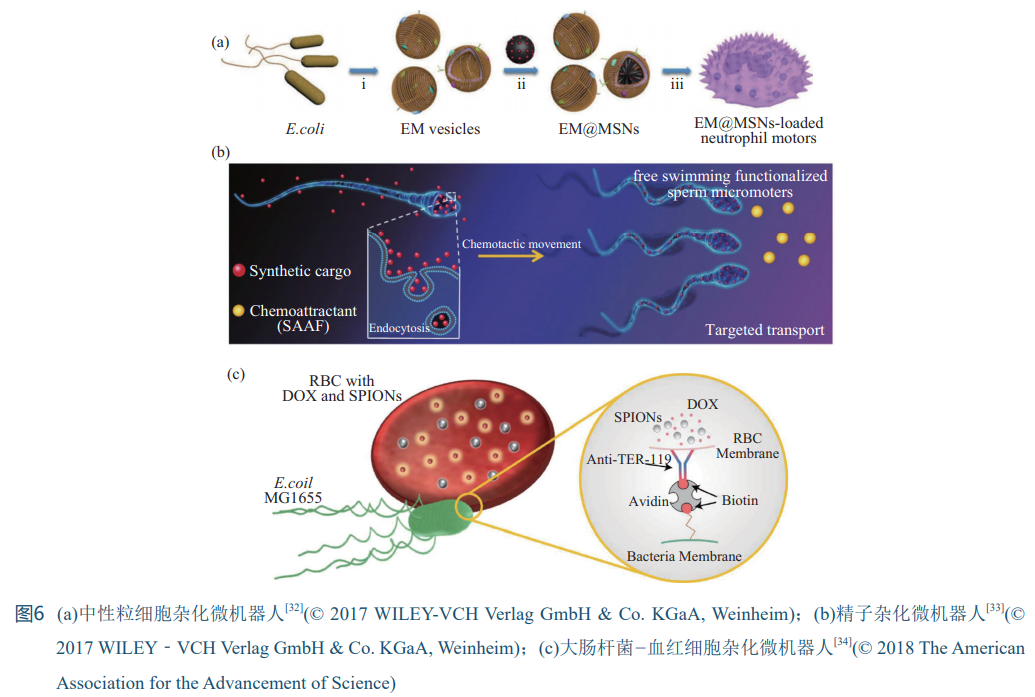 (a)
i
ii
iii
E.coli
EM vesicles
EM@MSNs
EM@MSNs-loaded
neutrophil motors
(b)
free swimming functionalized
sperm micromoters
Chemotactic movement
Synthetic cargo
Chemoattractant
(SAAF)
Endocytosis
Targeted transport
(c)
RBC with
DOX and SPIONs
E.coil
MG1655
DOX
SPIONs
RBC
Membrane
Anti-TER-119
Avidin
Biotin
Bacteria Membrane
图6 (a)中性粒细胞杂化微机器人[32](© 2017 WILEY-VCH Verlag GmbH & Co. KGaA, Weinheim)；(b)精子杂化微机器人[33](©
2017 WILEY‐VCH Verlag GmbH & Co. KGaA, Weinheim)；(c)大肠杆菌−血红细胞杂化微机器人[34](© 2018 The American
Association for the Advancement of Science)